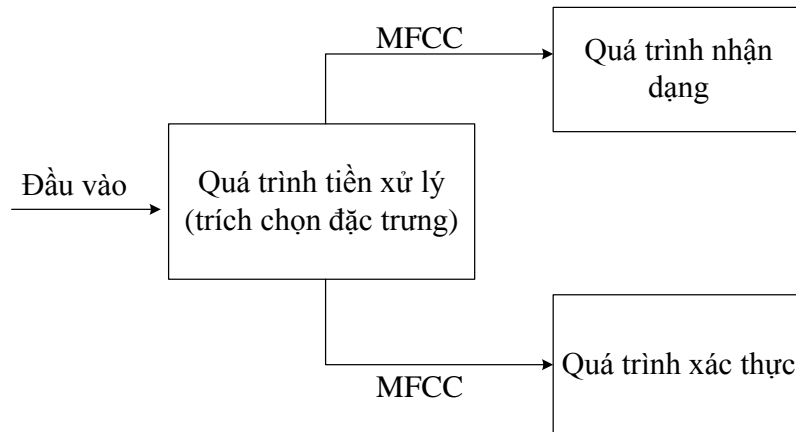 MFCC
Quá trình nhận
dạng
Đầu vào
Quá trình tiền xử lý
(trích chọn đặc trưng)
Quá trình xác thực
MFCC